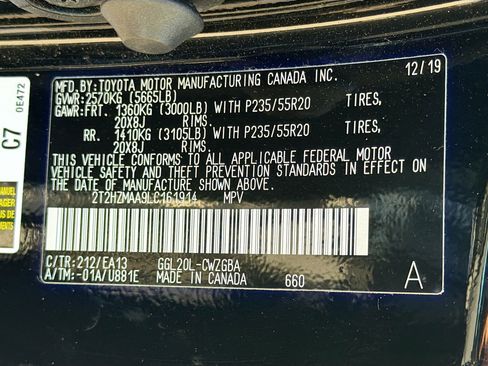 MFD.BY:TOYOTA MOTOR MANUFACTURING CANADA INC. 12/19
GVWR:2570KG (5665LB)
GAWR:FRT. 1360KG (3000LB) WITH P235/55R20 TIRES,
20X8J RIMS,
RR. 1410KG (3105LB) WITH P235/55R20 TIRES,
20X8J RIMS.
THIS VEHICLE CONFORMS TO ALL APPLICABLE FEDERAL MOTOR
VEHICLE SAFETY AND THEFT PREVENTION STANDARDS IN EFFECT
ON THE DATE OF MANUFACTURE SHOWN ABOVE.
2T2HZMAA9LC161914 MPV
C/TR:212/EA13 GGL20L-CWZGBA
A/TM:-01A/U881E MADE IN CANADA 660 A
0E472
C7